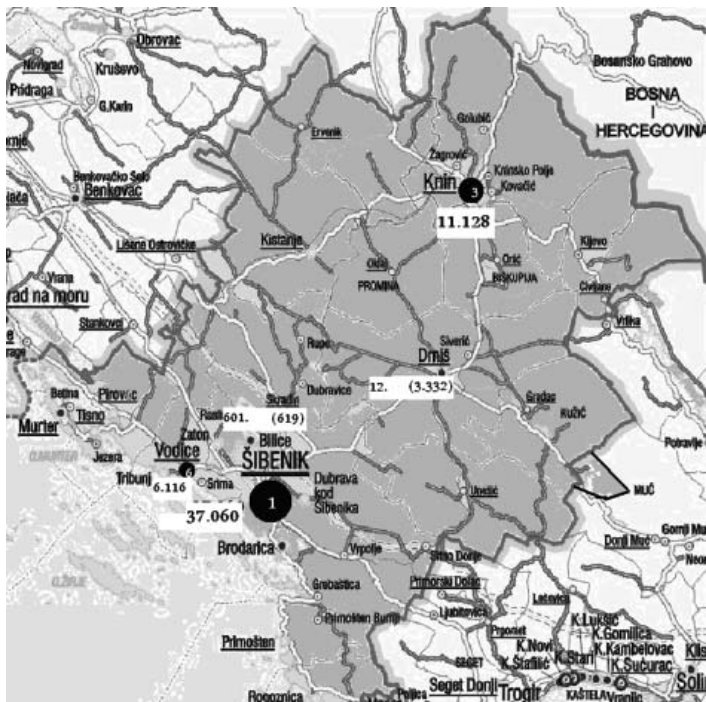 Obrovac
Novigrad
Kruševo
Pridraga
G.Karin
Bosansko Grahovo
BOSNA
I
HERCEGOVINA
Golubić
Ervenik
Žagrović
Benkovačko Selo
Benkovac
Kninsko Polje
Knin
3
Kovačić
11.128
Lišane Ostrovičke
Kistanje
Kijevo
Oklaj
Orlić
PROMINA
BISKUPIJA
Vrana
Civljane
rad na moru
Stankovci
Vrlika
Rupe
Siverić
Drniš
Betina
Pirovac
Dubravice
12. (3.332)
Skradin
Murter
Tisno
601. (619)
Gradac
RUŽIĆ
Zaton
Bilice
Jezera
Vodice
ŠIBENIK
Potravlje
Tribunj
6
Srima
Dubrava
kod
Šibenika
6.116
Unešić
MUĆ
37.060
1
Brodarica
Vrpolje
Donji Muć
Gornji Muć
Grebaštica
Primorski Dolac
Lećevica
Primošten
Ljubitovica
K.Lukšić
Prgomet
K.Gomilica
K.Novi
K.Kambelovac
K.Štafilić
K.Stari
K.Sućurac
SEGET
Seget Donji
Trogir
KAŠTELA
Vranjic
Rogoznica